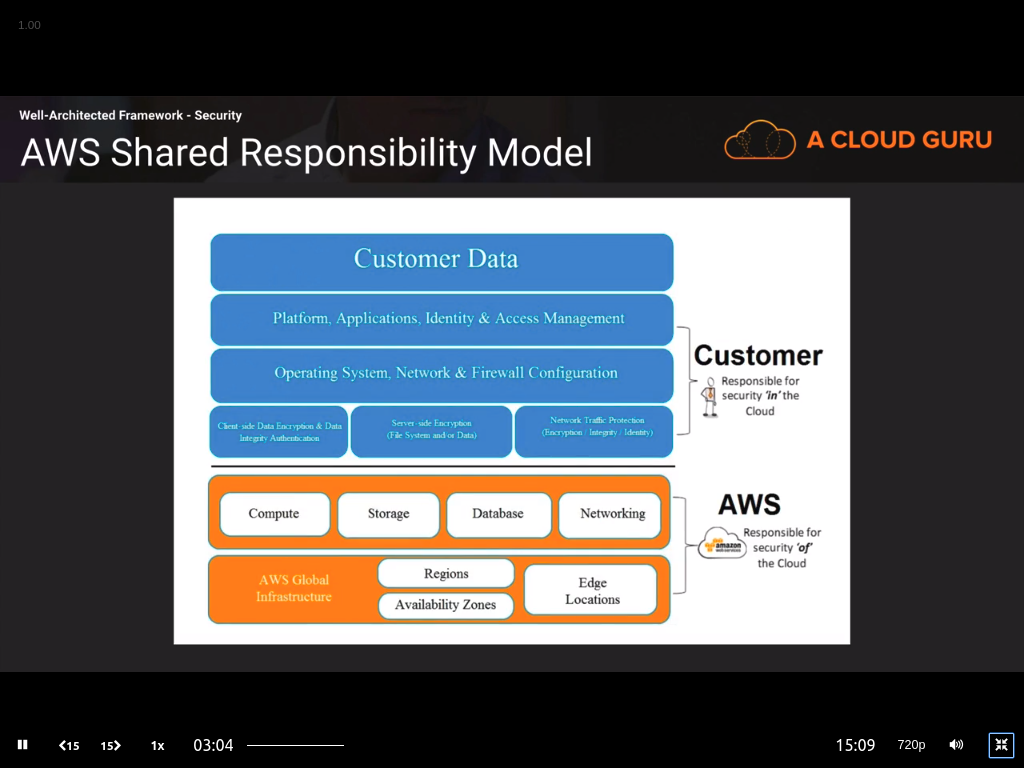 1.00
Well-Architected Framework - Security
AWS Shared Responsibility Model
A CLOUD GURU
Customer Data
Platform, Applications, Identity & Access Management
Operating System, Network & Firewall Configuration
Client-side Data Encryption & Data
Integrity Authentication
Server-side Encryption
(File System and/or Data)
Network Traffic Protection
(Encryption / Integrity / Identity)
Customer
Responsible for
security 'in' the
Cloud
Compute
Storage
Database
Networking
AWS Global
Infrastructure
Regions
Availability Zones
Edge
Locations
AWS
amazon
web services
Responsible for
security 'of'
the Cloud
15
15
1x
03:04
15:09
720p